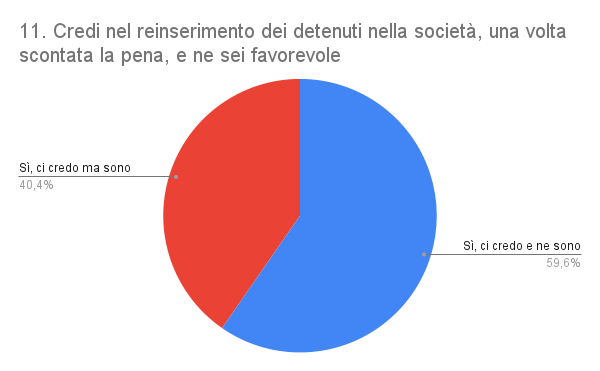 11. Credi nel reinserimento dei detenuti nella società, una volta
scontata la pena, e ne sei favorevole
Sì, ci credo ma sono
40,4%
Sì, ci credo e ne sono
59,6%